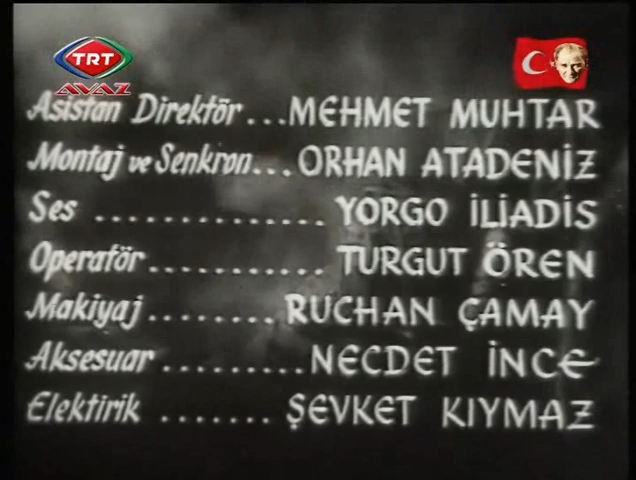 TRT
AVAZ
Asistan Direktör...MEHMET MUHTAR
Montaj ve Senkron...ORHAN ATADENİZ
Ses ..............YORGO İLİADİS
Operatör...........TURGUT ÖREN
Makiyaj ........RUCHAN ÇAMAY
Aksesuar .........NECDET İNCE
Elektirik .......ŞEVKET KIYMAZ